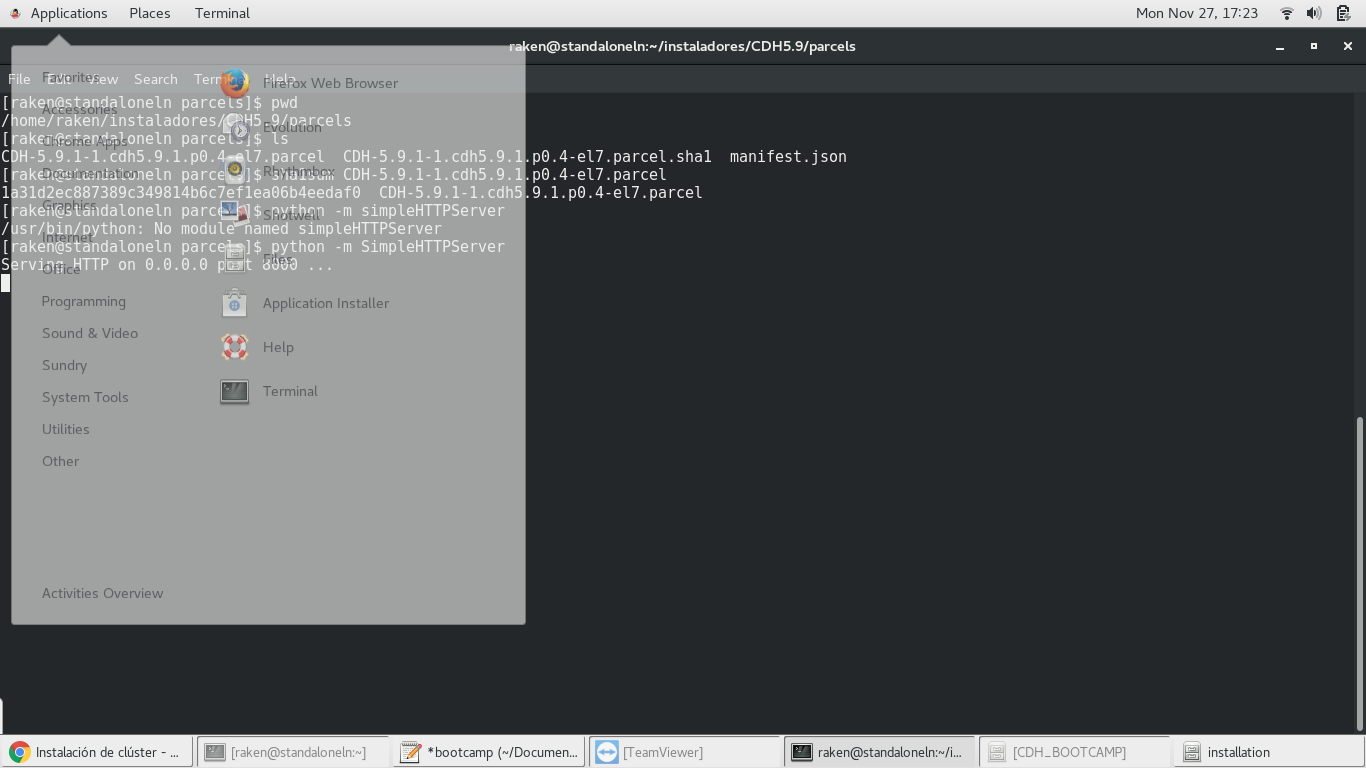 Applications Places Terminal Mon Nov 27, 17:23
raken@standaloneln:~/instaladores/CDH5.9/parcels
File Edit View Search Terminal Help
[raken@standaloneln parcels]$ pwd
/home/raken/instaladores/CDH5.9/parcels
[raken@standaloneln parcels]$ ls
CDH-5.9.1-1.cdh5.9.1.p0.4-el7.parcel CDH-5.9.1-1.cdh5.9.1.p0.4-el7.parcel.sha1 manifest.json
[raken@standaloneln parcels]$ sha1sum CDH-5.9.1-1.cdh5.9.1.p0.4-el7.parcel
1a31d2ec887389c349814b6c7ef1ea06b4eedaf0 CDH-5.9.1-1.cdh5.9.1.p0.4-el7.parcel
[raken@standaloneln parcels]$ python -m simpleHTTPServer
/usr/bin/python: No module named simpleHTTPServer
[raken@standaloneln parcels]$ python -m SimpleHTTPServer
Serving HTTP on 0.0.0.0 port 8000 ...
Favorites
Accessories
Chrome Apps
Documentation
Graphics
Internet
Office
Programming
Sound & Video
Sundry
System Tools
Utilities
Other
Activities Overview
Firefox Web Browser
Evolution
Rhythmbox
Shotwell
Files
Application Installer
Help
Terminal
Instalación de clúster - ... [raken@standaloneln:~] *bootcamp (~/Documen... [TeamViewer] raken@standaloneln:~/i... [CDH_BOOTCAMP] installation